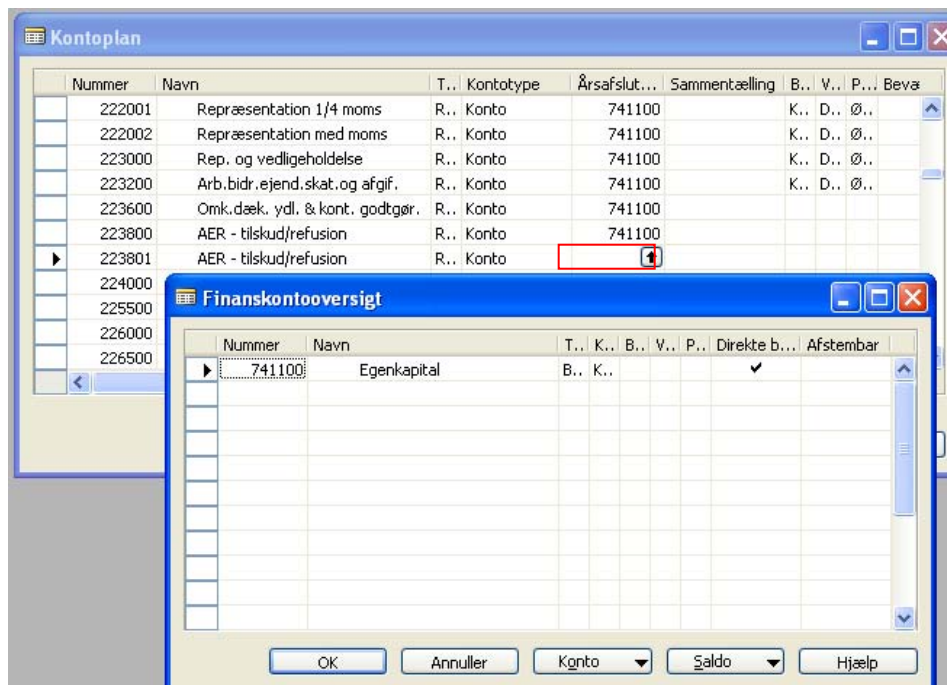 Kontoplan
Nummer Navn T.. Kontotype Årsafslut... Sammentælling B.. V.. P... Beva
222001 Repræsentation 1/4 moms R.. Konto 741100 K.. D.. Ø..
222002 Repræsentation med moms R.. Konto 741100 K.. D.. Ø..
223000 Rep. og vedligeholdelse R.. Konto 741100 K.. D.. Ø..
223200 Arb.bidr.ejend.skat.og afgif. R.. Konto 741100 K.. D.. Ø..
223600 Omk.dæk. ydl. & kont. godtgør. R.. Konto 741100
223800 AER - tilskud/refusion R.. Konto 741100
223801 AER - tilskud/refusion R.. Konto
224000
225500
226000
226500
Finanskontooversigt
Nummer Navn T.. K.. B.. V.. P... Direkte b... Afstembar
741100 Egenkapital B.. K..
OK Annuller Konto Saldo Hjælp